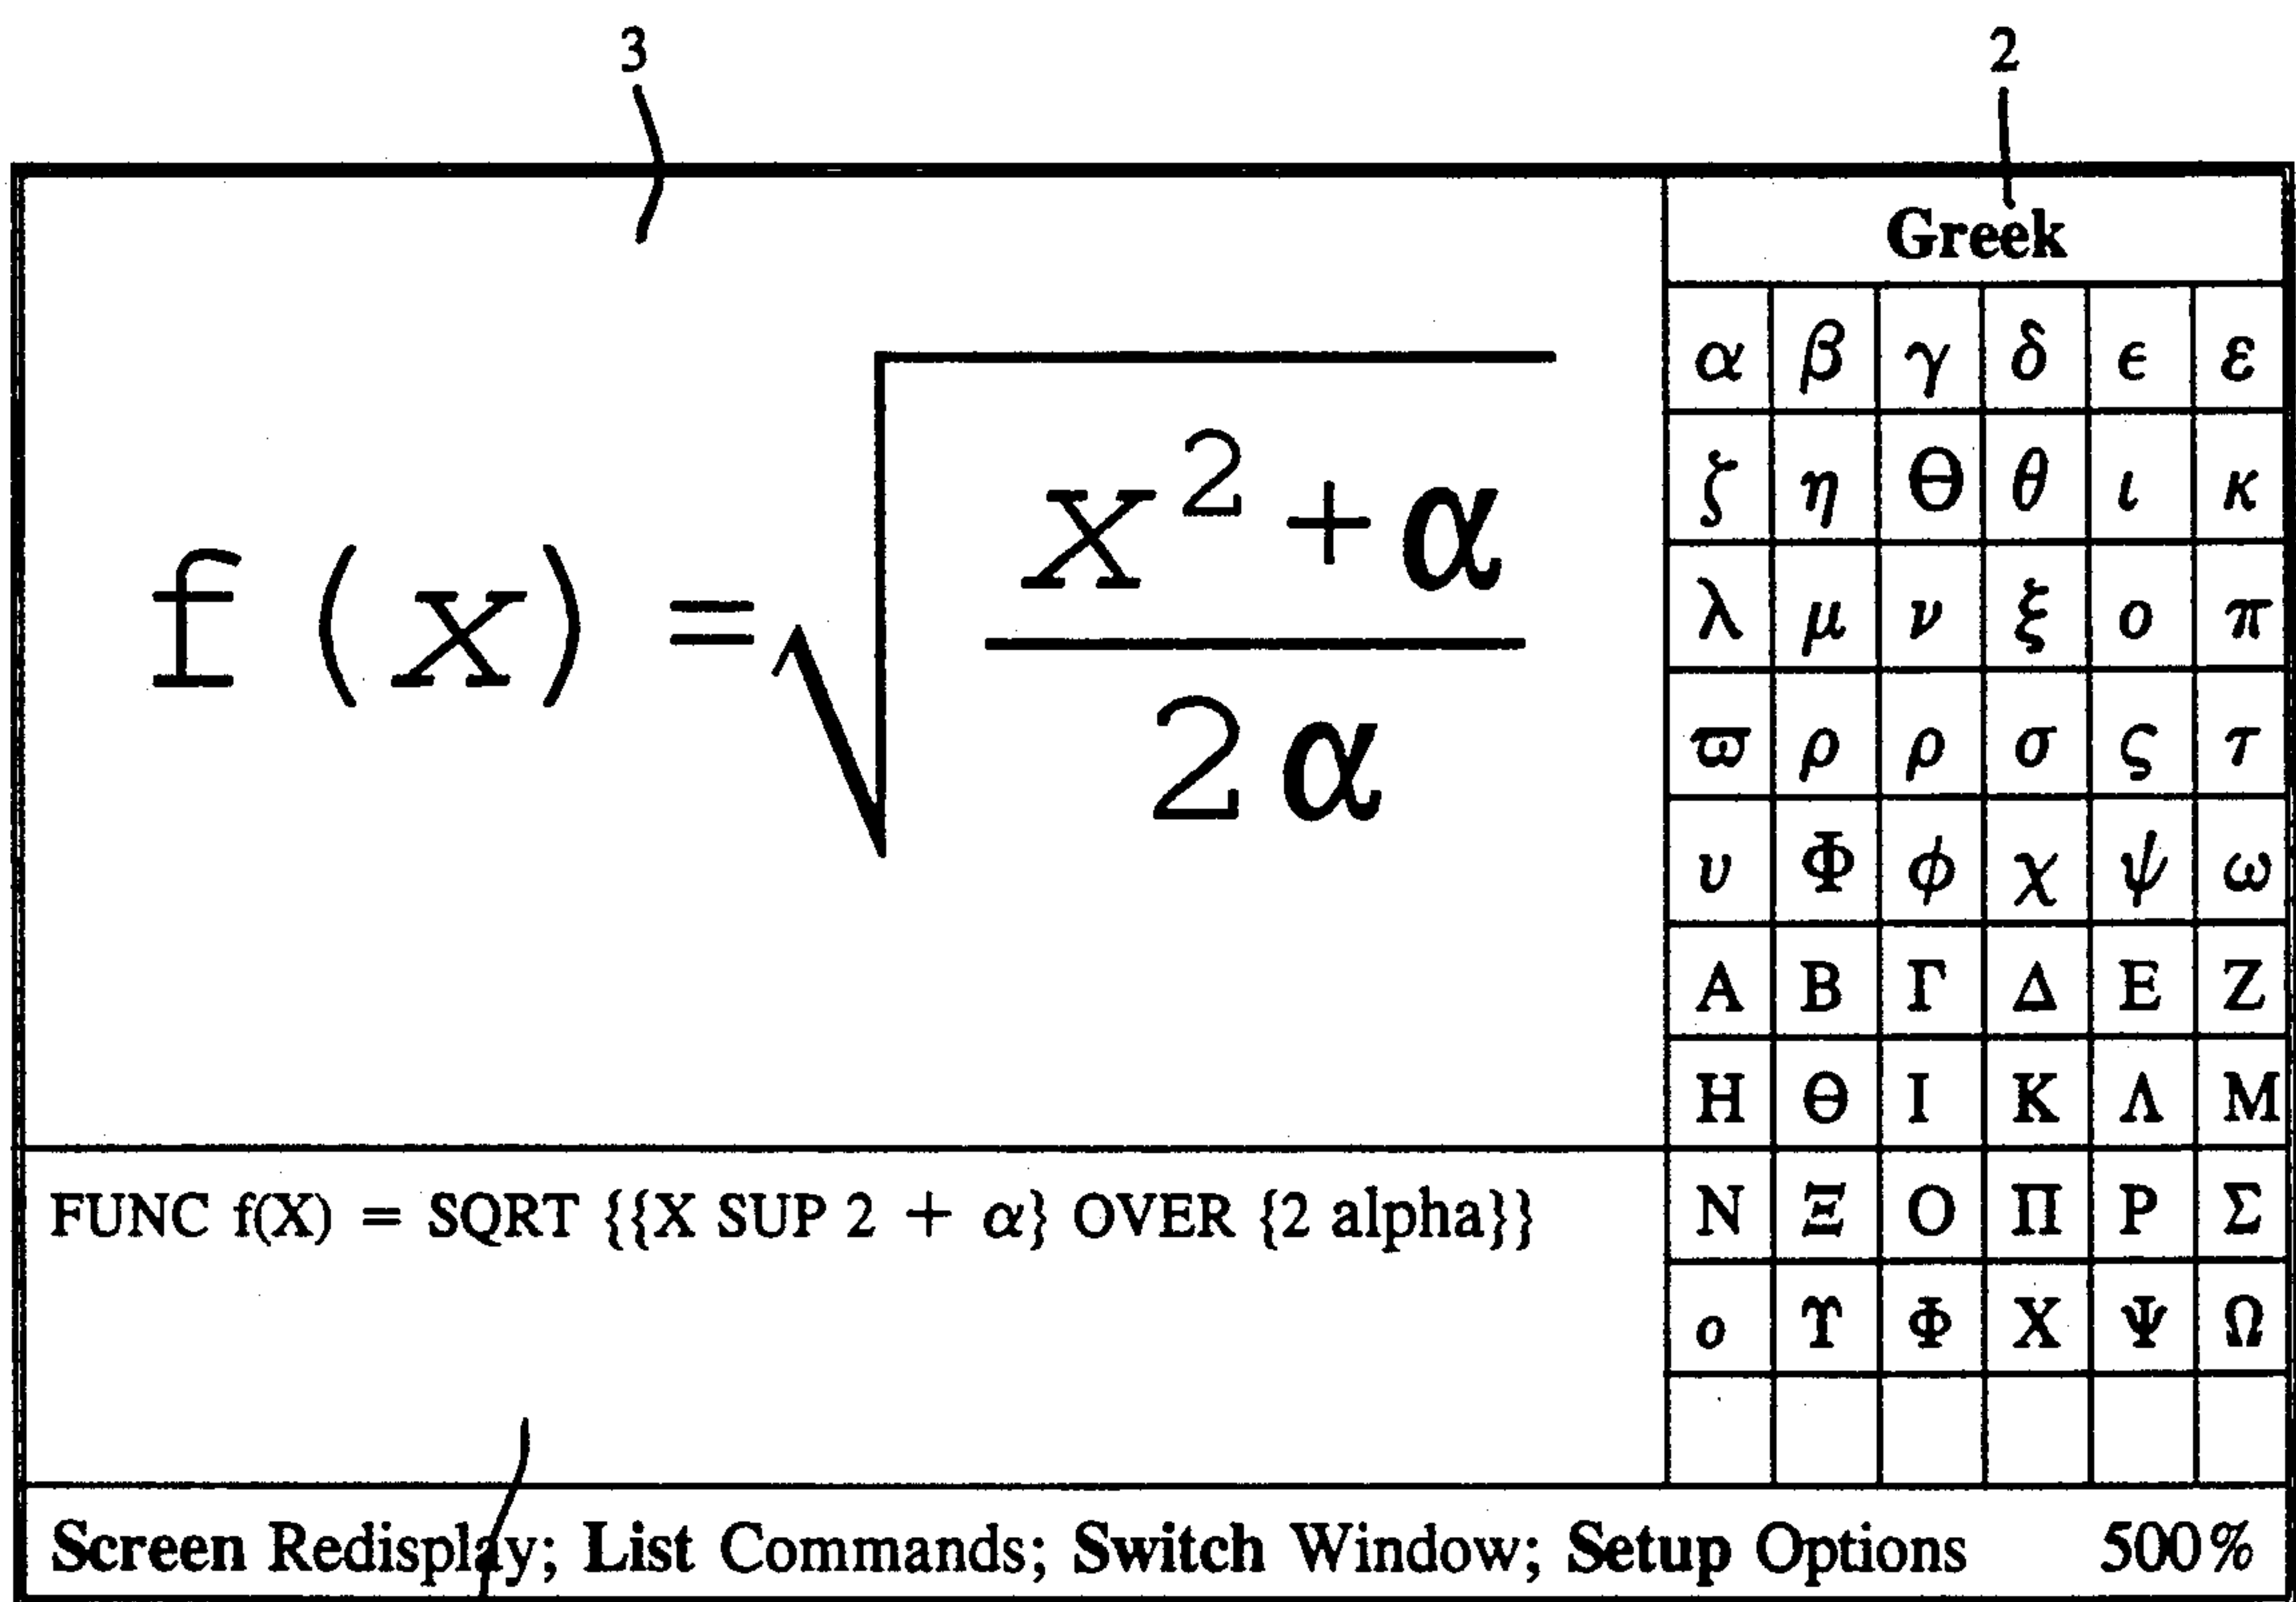 3 2
Greek
f (x) = √ x² + α
2 α
α β γ δ ϵ ε
ζ η Θ θ ι κ
λ μ ν ξ ο π
ϖ ρ ρ σ ς τ
υ Φ ϕ χ ψ ω
Α Β Γ Δ Ε Ζ
Η Θ Ι Κ Λ Μ
Ν Ξ Ο Π Ρ Σ
ο ϒ Φ Χ Ψ Ω
FUNC f(X) = SQRT {{X SUP 2 + α} OVER {2 alpha}}
Screen Redisplay; List Commands; Switch Window; Setup Options 500%